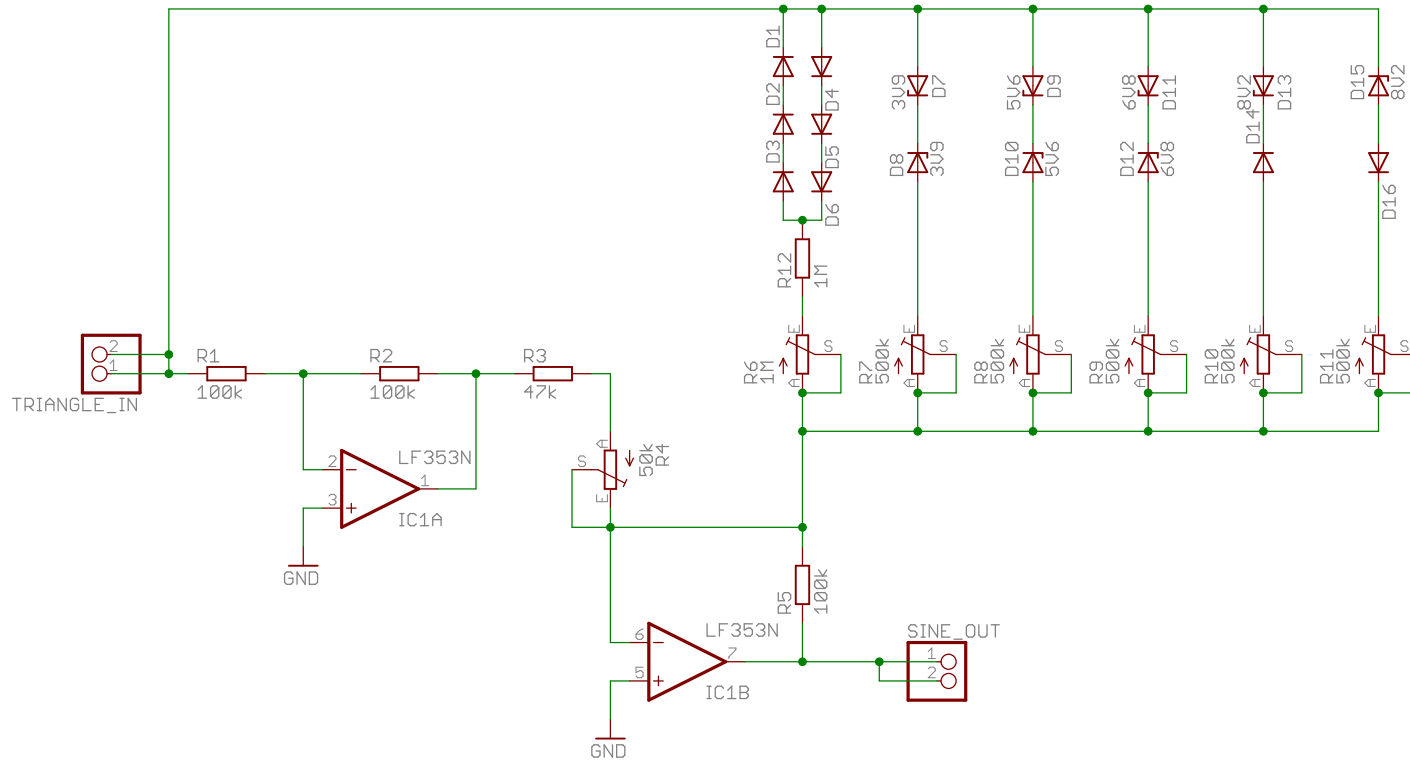 D1
D2
D3
D4
D5
D6
3V9
D7
D8
3V9
5V6
D9
D10
5V6
6V8
D11
D12
6V8
8V2
D13
D14
D15
8V2
D16
R12
1M
E
S
A
R6
1M
E
S
A
R7
500k
E
S
A
R8
500k
E
S
A
R9
500k
E
S
A
R10
500k
E
S
A
R11
500k
2
1
TRIANGLE_IN
R1
100k
R2
100k
R3
47k
A
S
E
50k
R4
LF353N
2
3
1
IC1A
GND
R5
100k
LF353N
6
5
7
IC1B
GND
SINE_OUT
1
2